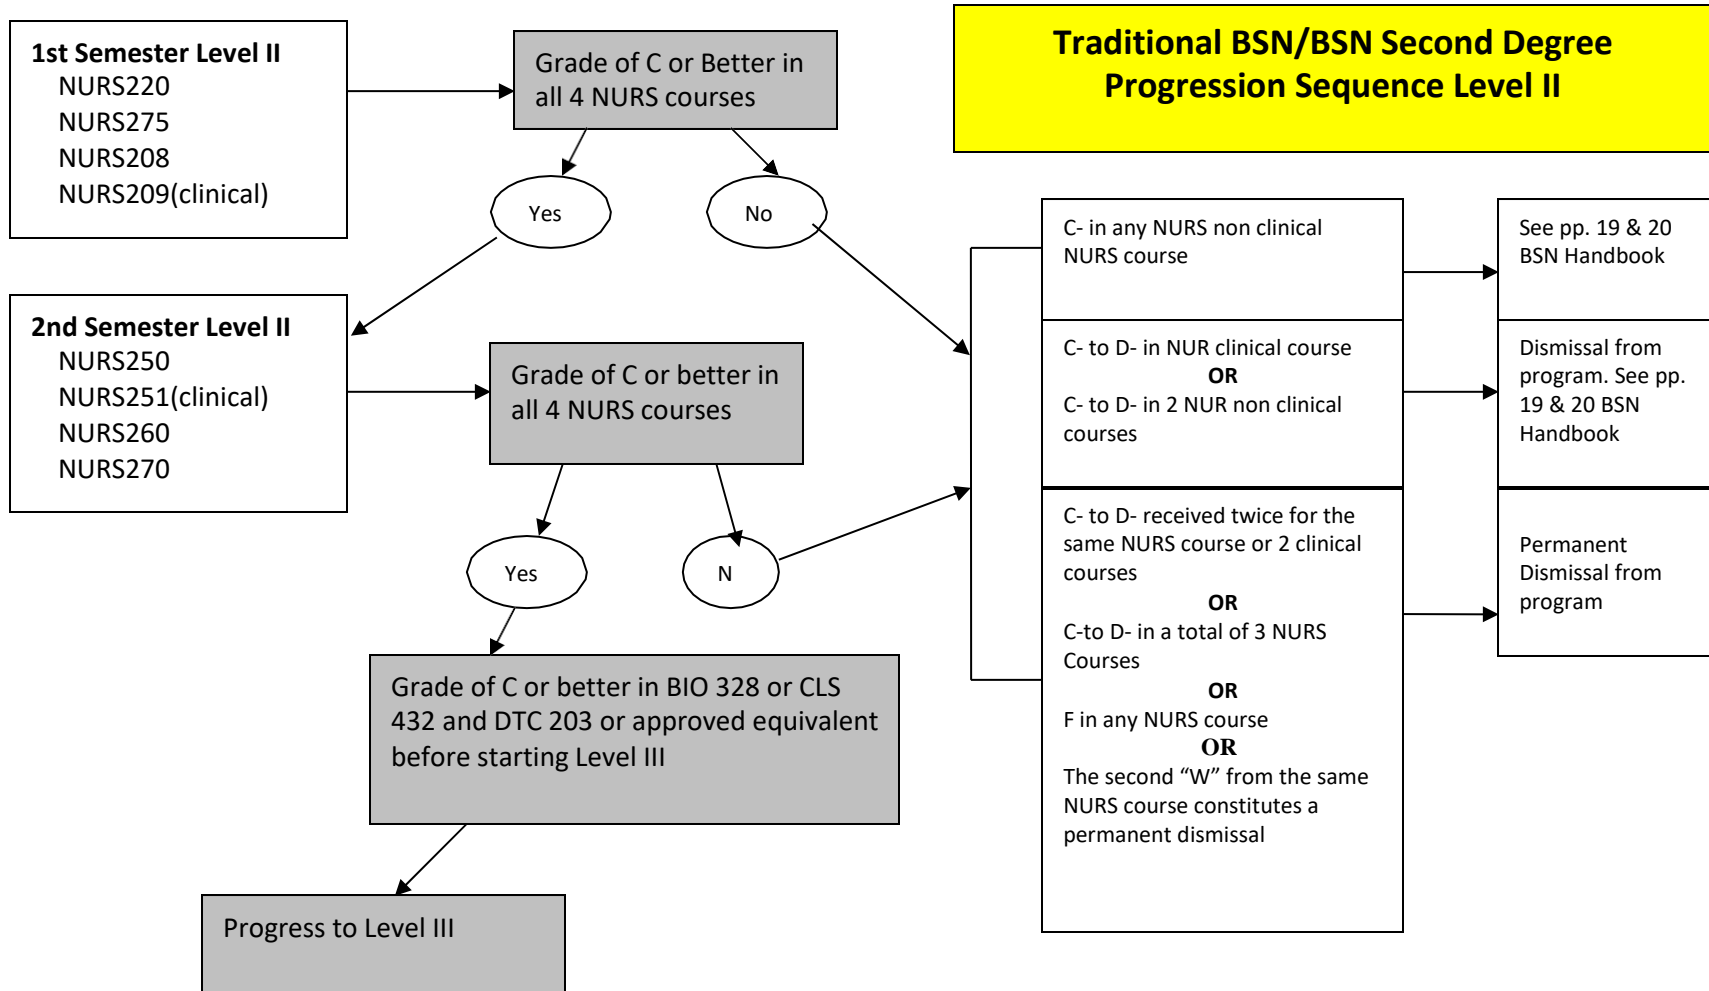 Traditional BSN/BSN Second Degree
Progression Sequence Level II
1st Semester Level II
NURS220
NURS275
NURS208
NURS209(clinical)
Grade of C or Better in
all 4 NURS courses
Yes
No
2nd Semester Level II
NURS250
NURS251(clinical)
NURS260
NURS270
Grade of C or better in
all 4 NURS courses
Yes
N
Grade of C or better in BIO 328 or CLS
432 and DTC 203 or approved equivalent
before starting Level III
Progress to Level III
C- in any NURS non clinical
NURS course
See pp. 19 & 20
BSN Handbook
C- to D- in NUR clinical course
OR
C- to D- in 2 NUR non clinical
courses
Dismissal from
program. See pp.
19 & 20 BSN
Handbook
C- to D- received twice for the
same NURS course or 2 clinical
courses
OR
C-to D- in a total of 3 NURS
Courses
OR
F in any NURS course
OR
The second “W” from the same
NURS course constitutes a
permanent dismissal
Permanent
Dismissal from
program